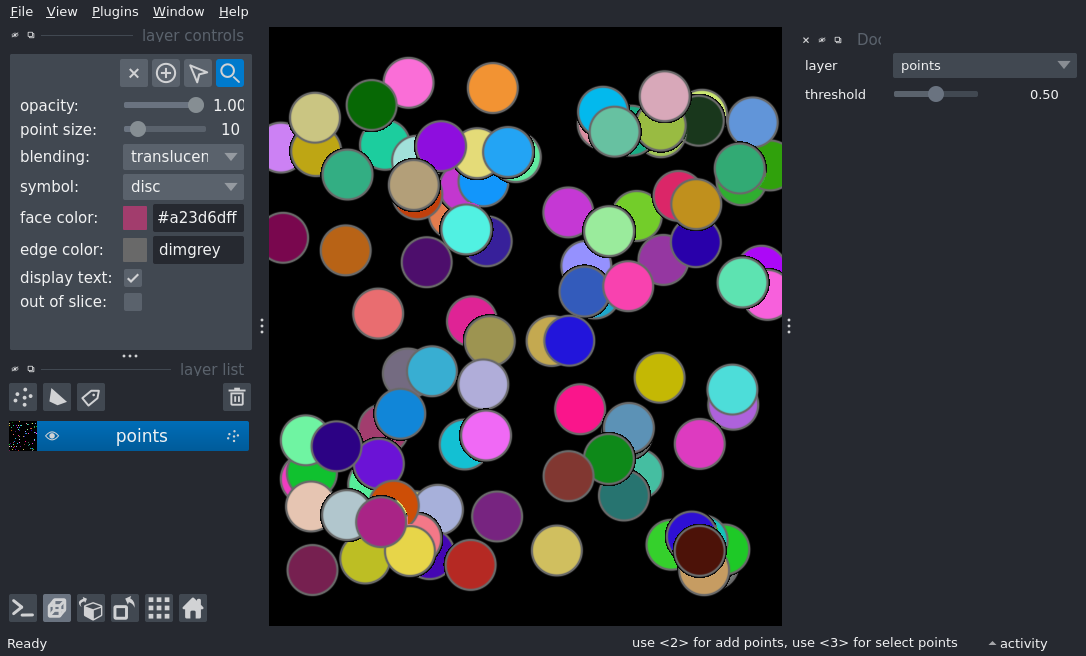 File View Plugins Window Help
layer controls
opacity: 1.00
point size: 10
blending: translucen
symbol: disc
face color: #a23d6dff
edge color: dimgrey
display text:
out of slice:
layer list
points
Ready
Doc
layer points
threshold 0.50
use <2> for add points, use <3> for select points activity